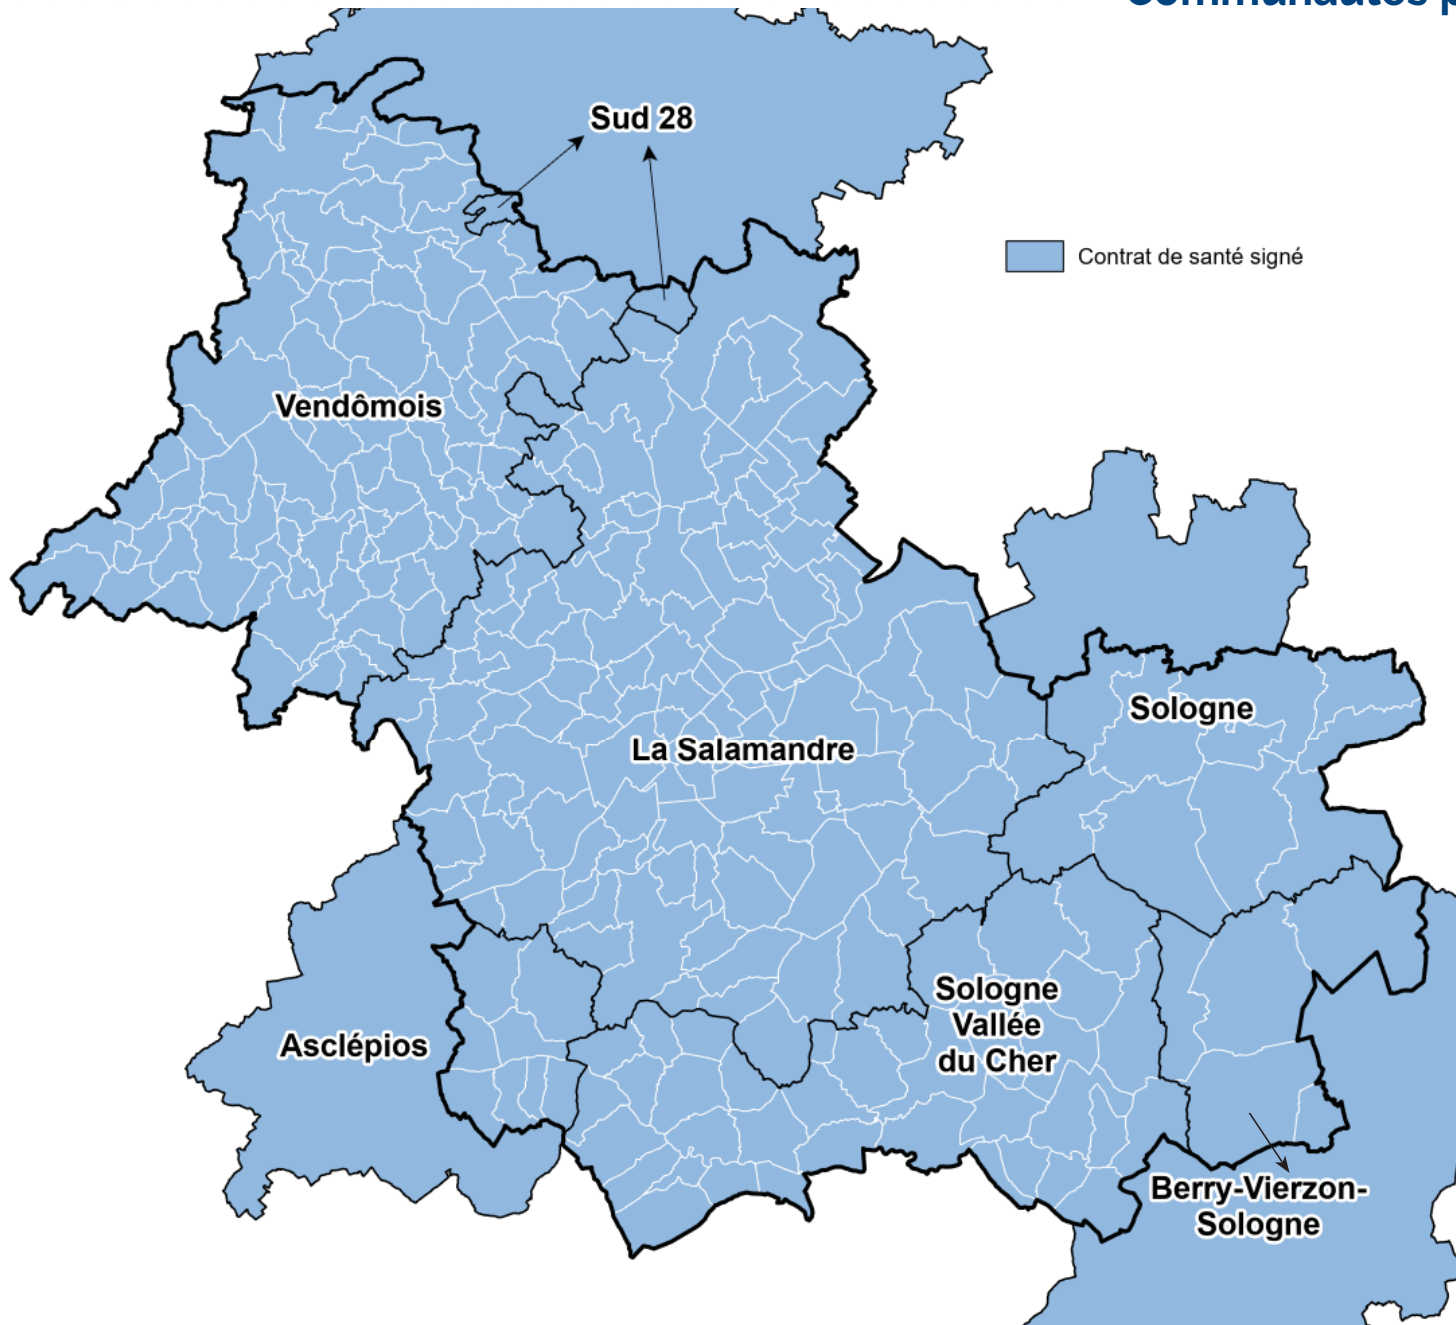 Sud 28
Contrat de santé signé
Vendômois
Sologne
La Salamandre
Sologne
Vallée
du Cher
Asclépios
Berry-Vierzon-
Sologne